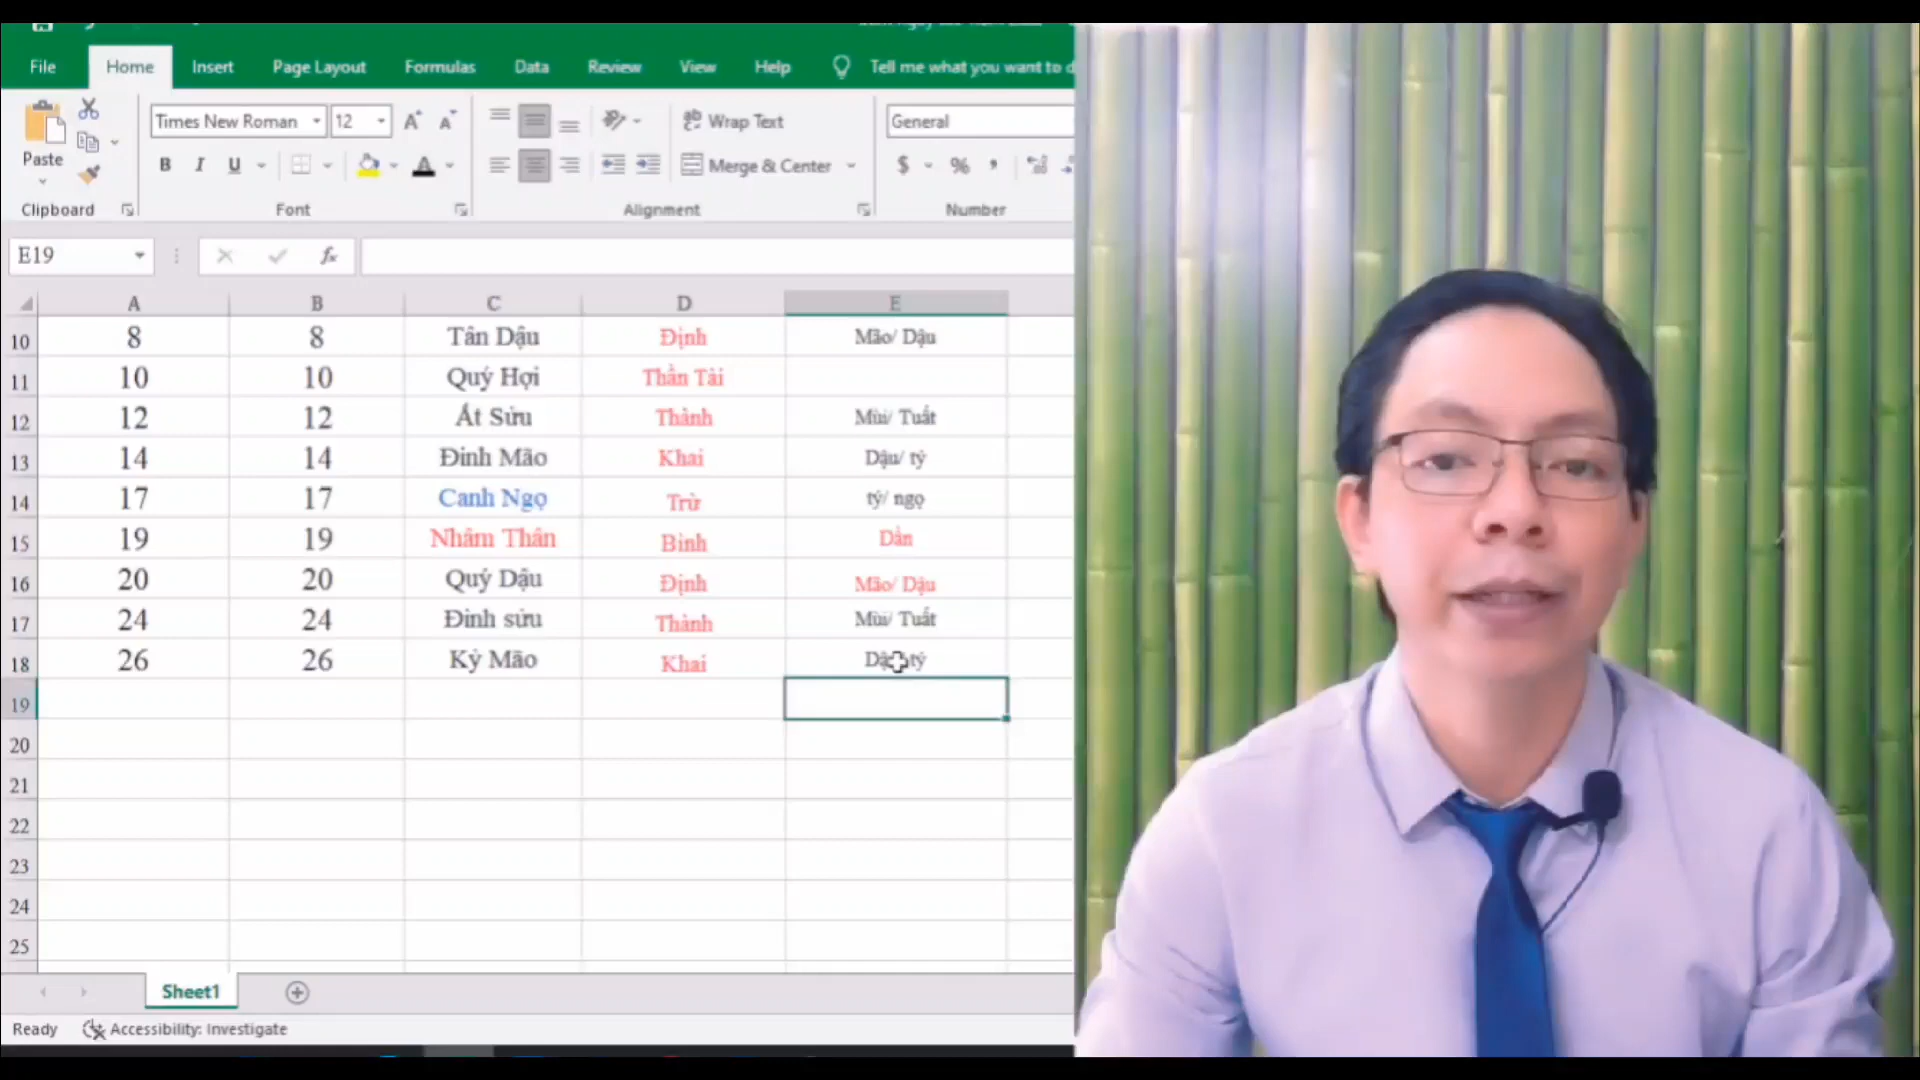 File Home Insert Page Layout Formulas Data Review View Help Tell me what you want to d
Times New Roman 12 Wrap Text General
Paste B I U Merge & Center $ %
Clipboard Font Alignment Number
E19 fx
A B C D E
10 8 8 Tân Dậu Định Mão/ Dậu
11 10 10 Quý Hợi Thần Tài
12 12 12 Ất Sửu Thành Mùi/ Tuất
13 14 14 Đinh Mão Khai Dậu/ tý
14 17 17 Canh Ngọ Trừ tý/ ngọ
15 19 19 Nhâm Thân Bình Dần
16 20 20 Quý Dậu Định Mão/ Dậu
17 24 24 Đinh sửu Thành Mùi/ Tuất
18 26 26 Kỷ Mão Khai tý
19
20
21
22
23
24
25
Sheet1
Ready Accessibility: Investigate